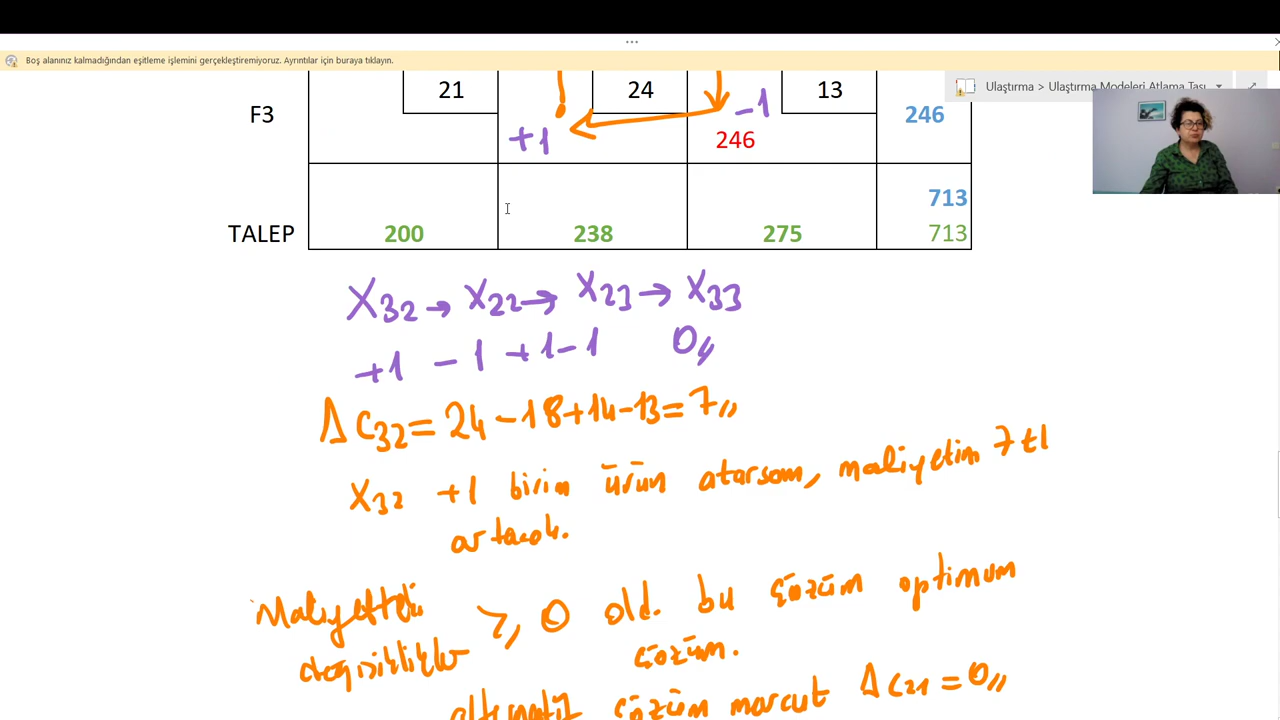 Boş alanınız kalmadığından eşitleme işlemini gerçekleştiremiyoruz. Ayrıntılar için buraya tıklayın.
Ulaştırma > Ulaştırma Modeleri Atlama Taşı
21 24 13
F3 246
+1 -1
246
713
TALEP 200 238 275 713
X32 → X22 → X23 → X33
+1 -1 +1 -1 0//
ΔC32 = 24 - 18 + 14 - 13 = 7//
X32 +1 birim ürün atarsam, maliyetim 7 tl
artacak.
Maliyetteki
değişiklikler ≥ 0 old. bu çözüm optimum
çözüm.
alternatif çözüm marcut ΔC21 = 0//